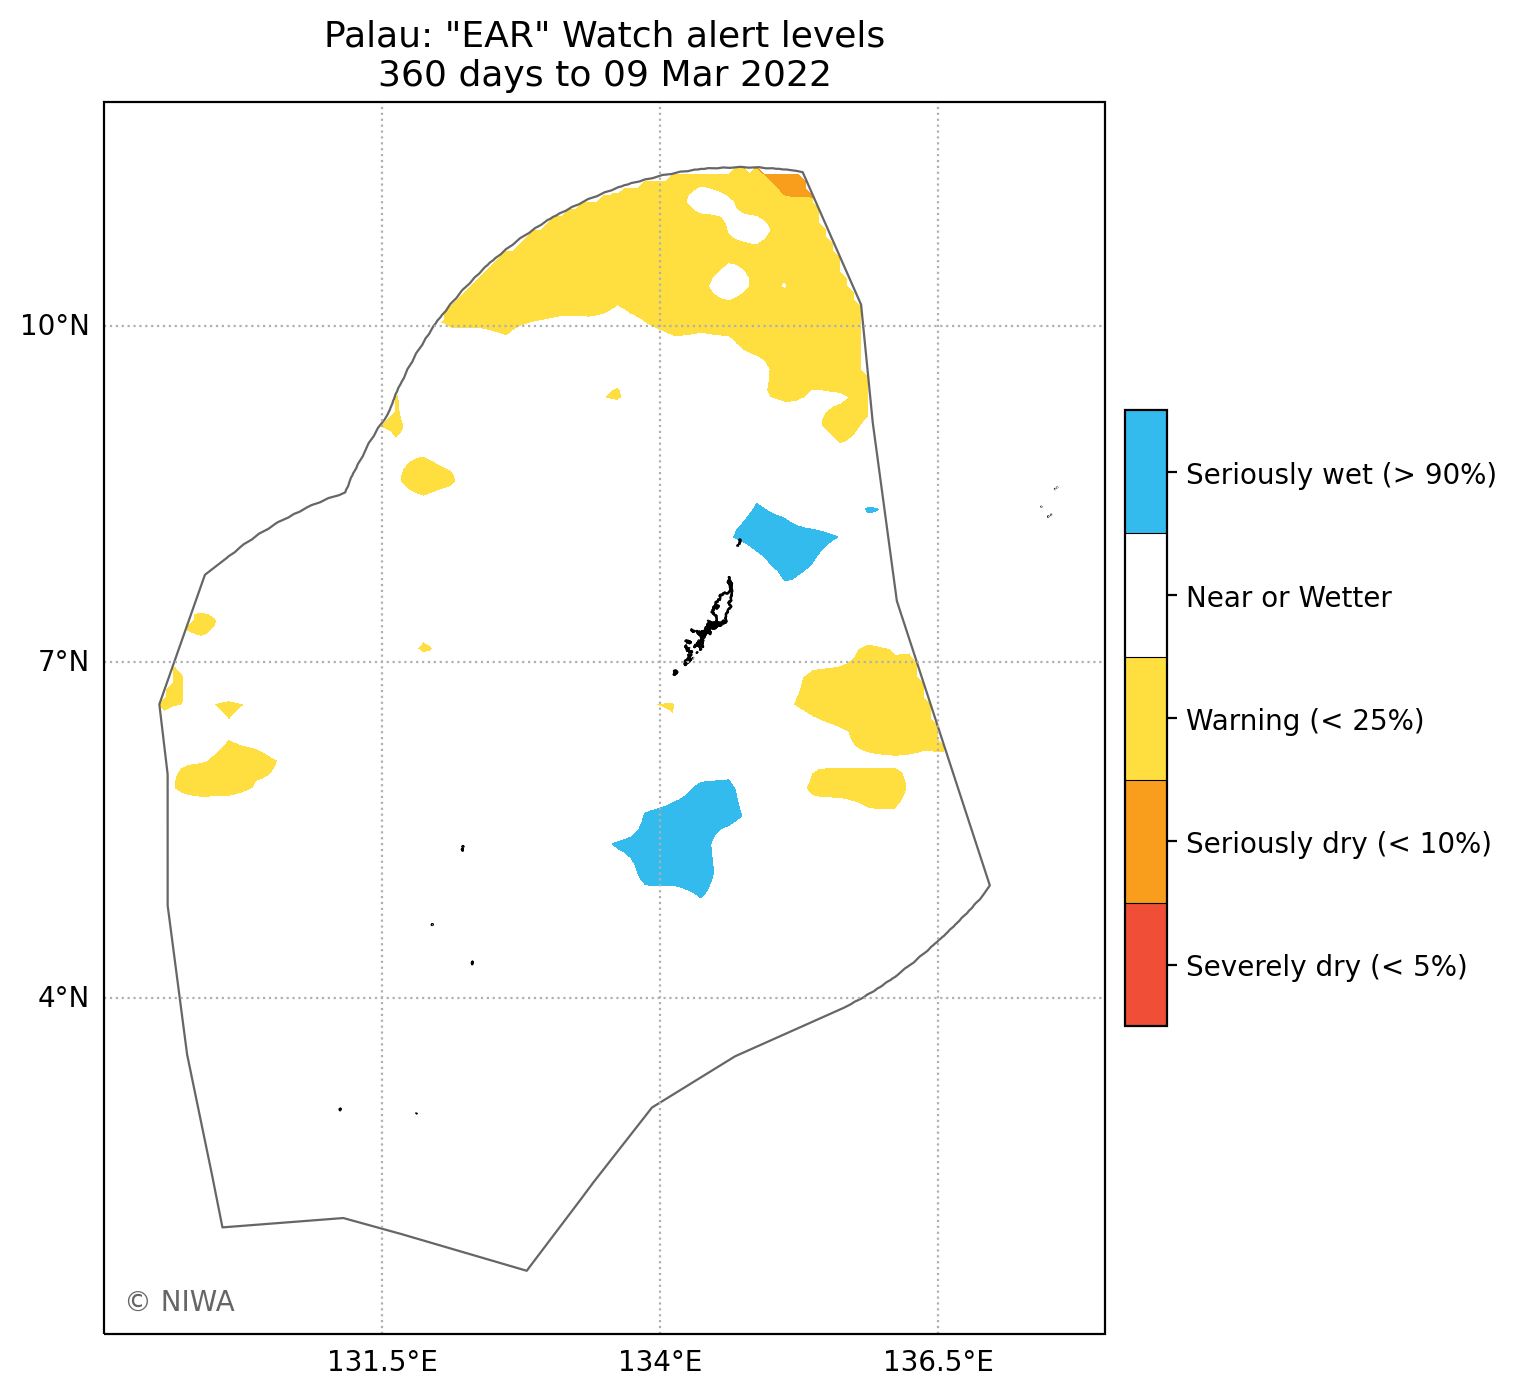 Palau: "EAR" Watch alert levels
360 days to 09 Mar 2022
10°N
7°N
4°N
131.5°E
134°E
136.5°E
Seriously wet (> 90%)
Near or Wetter
Warning (< 25%)
Seriously dry (< 10%)
Severely dry (< 5%)
© NIWA